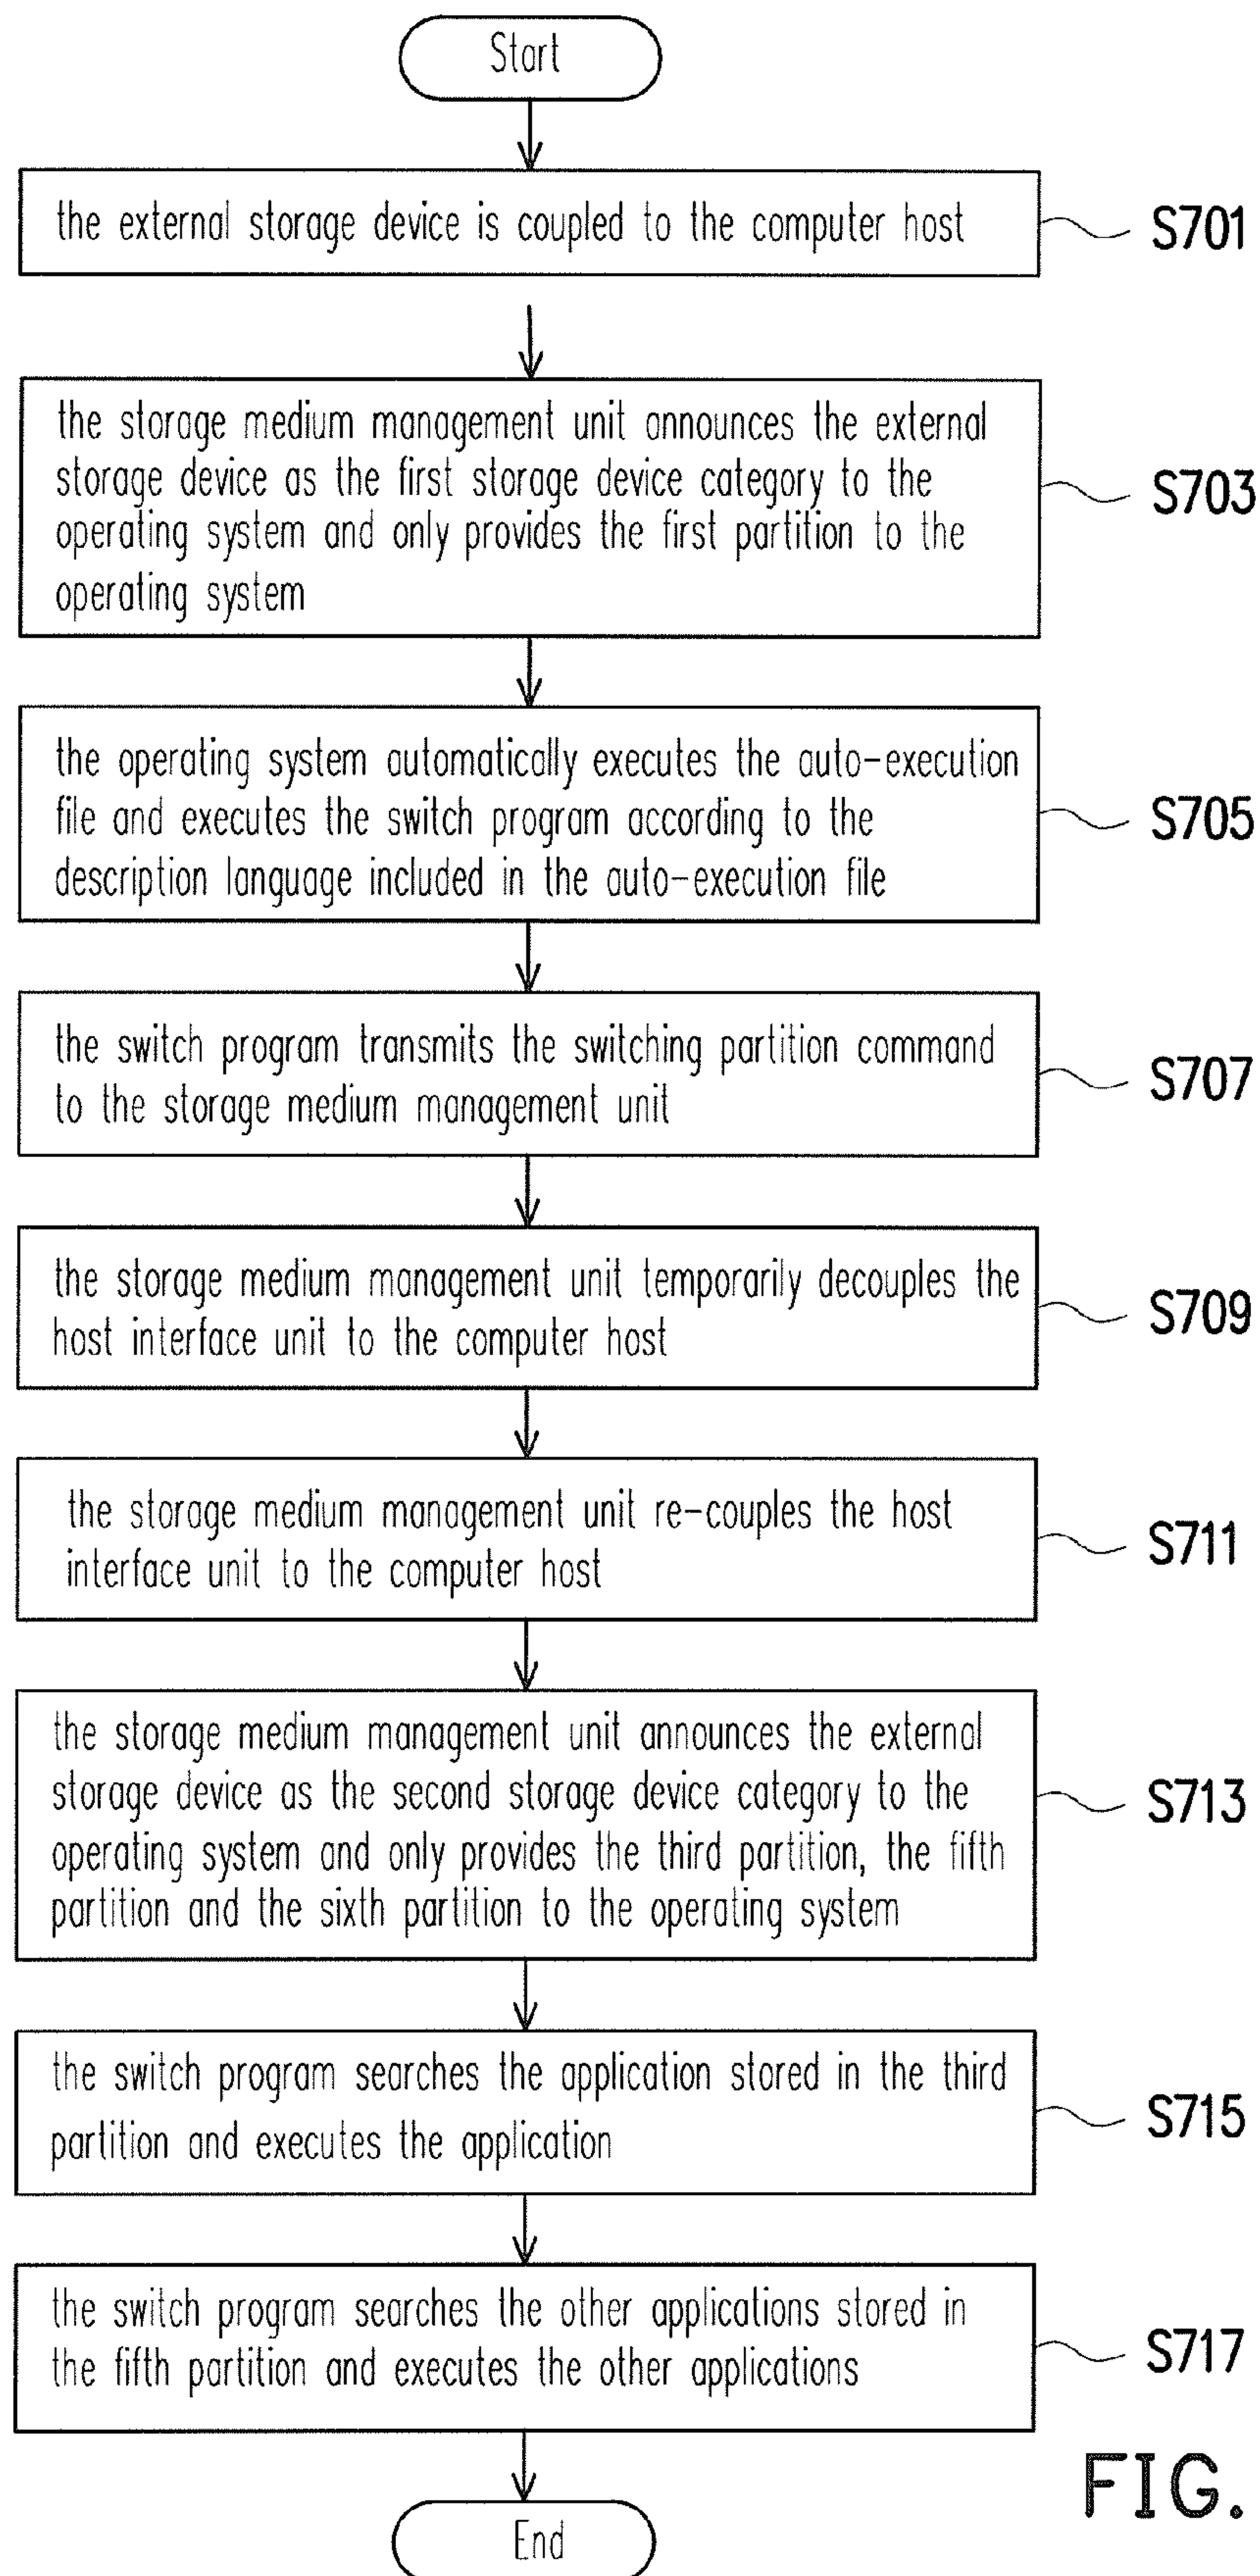 Start
the external storage device is coupled to the computer host
S701
the storage medium management unit announces the external
storage device as the first storage device category to the
operating system and only provides the first partition to the
operating system
S703
the operating system automatically executes the auto-execution
file and executes the switch program according to the
description language included in the auto-execution file
S705
the switch program transmits the switching partition command
to the storage medium management unit
S707
the storage medium management unit temporarily decouples the
host interface unit to the computer host
S709
the storage medium management unit re-couples the host
interface unit to the computer host
S711
the storage medium management unit announces the external
storage device as the second storage device category to the
operating system and only provides the third partition, the fifth
partition and the sixth partition to the operating system
S713
the switch program searches the application stored in the third
partition and executes the application
S715
the switch program searches the other applications stored in
the fifth partition and executes the other applications
S717
End
FIG.